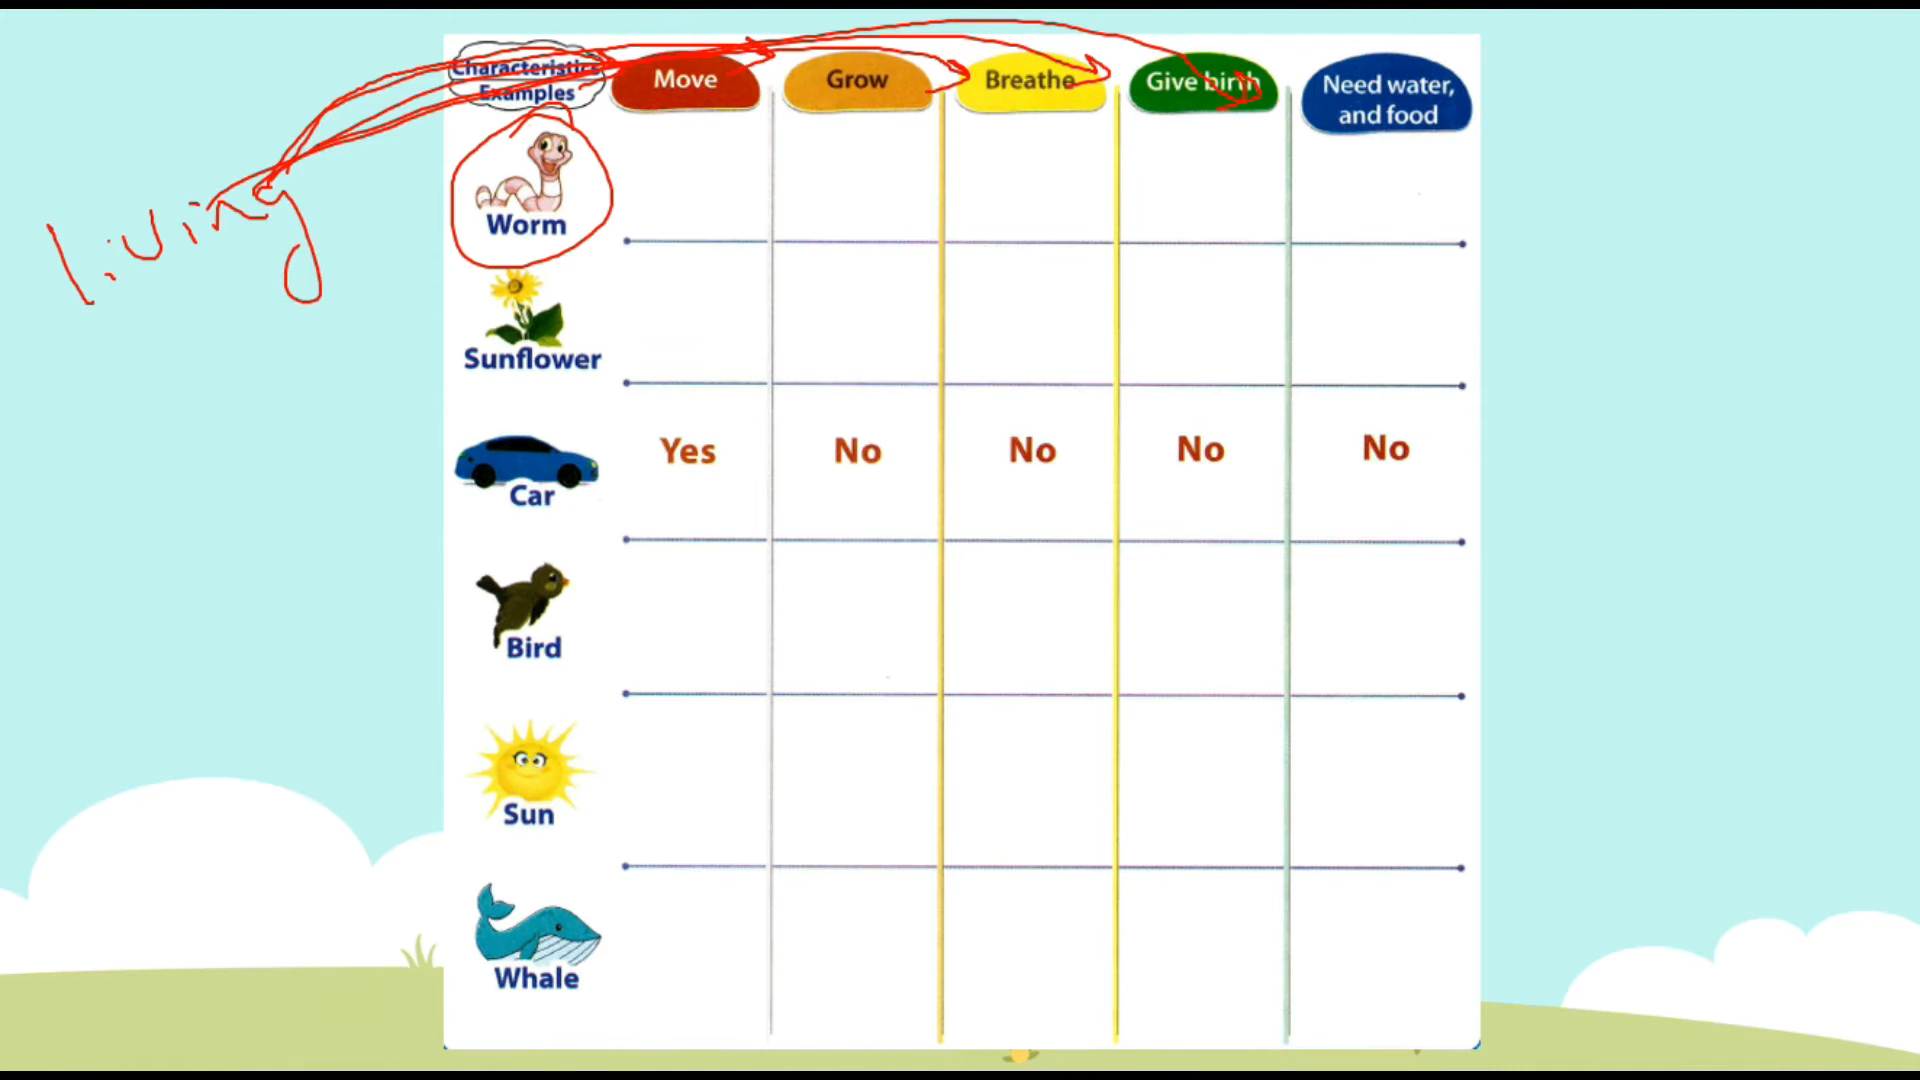 Characteristics
Examples
Move
Grow
Breathe
Give birth
Need water,
and food
living
Worm
Sunflower
Car
Yes
No
No
No
No
Bird
Sun
Whale